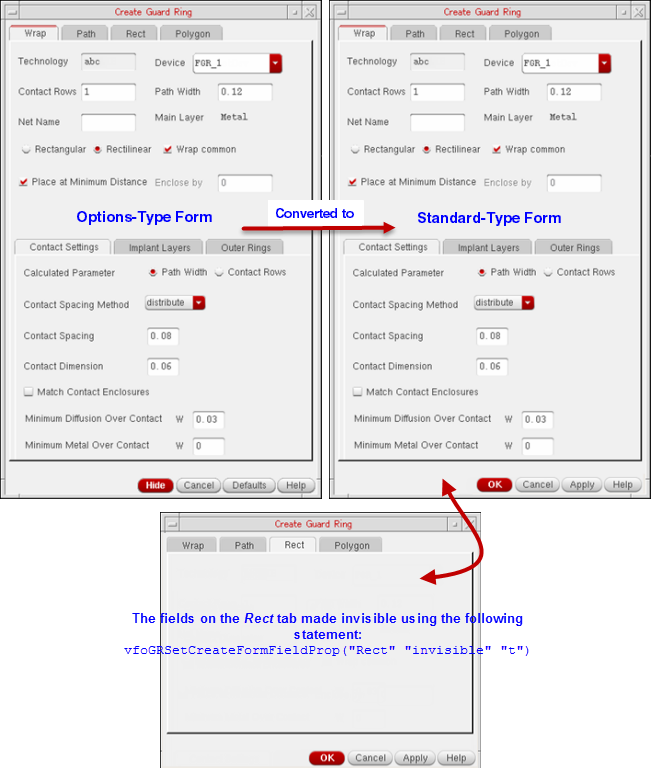 Create Guard Ring
Wrap Path Rect Polygon
Technology abc Device FGR_1
Contact Rows 1 Path Width 0.12
Net Name Main Layer Metal
Rectangular Rectilinear Wrap common
Place at Minimum Distance Enclose by 0
Options-Type Form
Contact Settings Implant Layers Outer Rings
Calculated Parameter Path Width Contact Rows
Contact Spacing Method distribute
Contact Spacing 0.08
Contact Dimension 0.06
Match Contact Enclosures
Minimum Diffusion Over Contact W 0.03
Minimum Metal Over Contact W 0
Hide Cancel Defaults Help
Converted to
Create Guard Ring
Wrap Path Rect Polygon
Technology abc Device FGR_1
Contact Rows 1 Path Width 0.12
Net Name Main Layer Metal
Rectangular Rectilinear Wrap common
Place at Minimum Distance Enclose by 0
Standard-Type Form
Contact Settings Implant Layers Outer Rings
Calculated Parameter Path Width Contact Rows
Contact Spacing Method distribute
Contact Spacing 0.08
Contact Dimension 0.06
Match Contact Enclosures
Minimum Diffusion Over Contact W 0.03
Minimum Metal Over Contact W 0
OK Cancel Apply Help
Create Guard Ring
Wrap Path Rect Polygon
The fields on the Rect tab made invisible using the following
statement:
vfoGRSetCreateFormFieldProp("Rect" "invisible" "t")
OK Cancel Apply Help